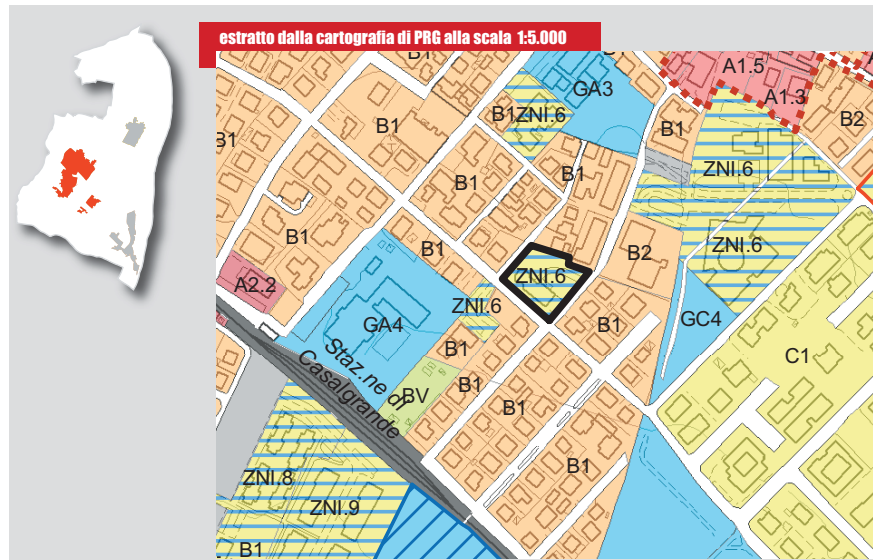 estratto dalla cartografia di PRG alla scala 1:5.000
B1
A1.5
GA3
A1.3
B1
ZNI.6
B2
B1
B1
B1
ZNI.6
B1
B1
ZNI.6
B1
B1
B2
A2.2
ZNI.6
ZNI.6
GA4
B1
GC4
B1
C1
Staz.ne di
Casalgrande
BV
B1
B1
B1
ZNI.8
ZNI.9
B1